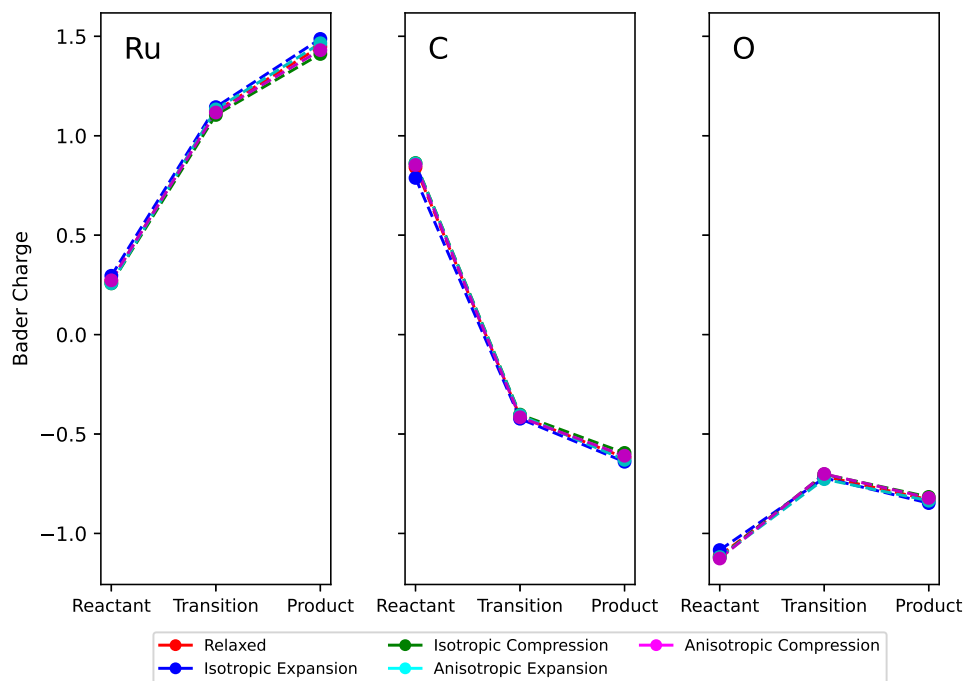 Ru
C
O
Bader Charge
1.5
1.0
0.5
0.0
−0.5
−1.0
Reactant Transition Product
Reactant Transition Product
Reactant Transition Product
Relaxed
Isotropic Expansion
Isotropic Compression
Anisotropic Expansion
Anisotropic Compression